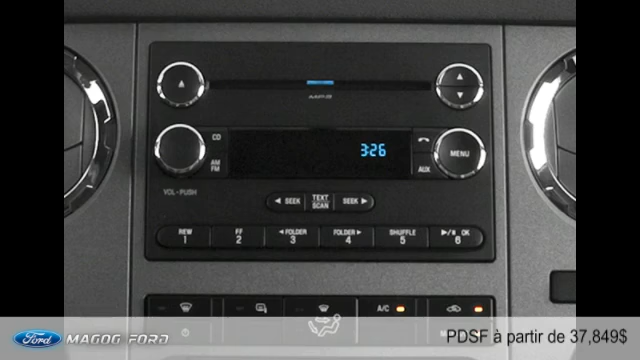 MP3
CD
3:26
MENU
AM
FM
AUX
VOL-PUSH
◄ SEEK TEXT SCAN SEEK ►
REW FF ◄ FOLDER FOLDER ► SHUFFLE ►/II OK
1 2 3 4 5 6
A/C
Ford MAGOG FORD PDSF à partir de 37,849$